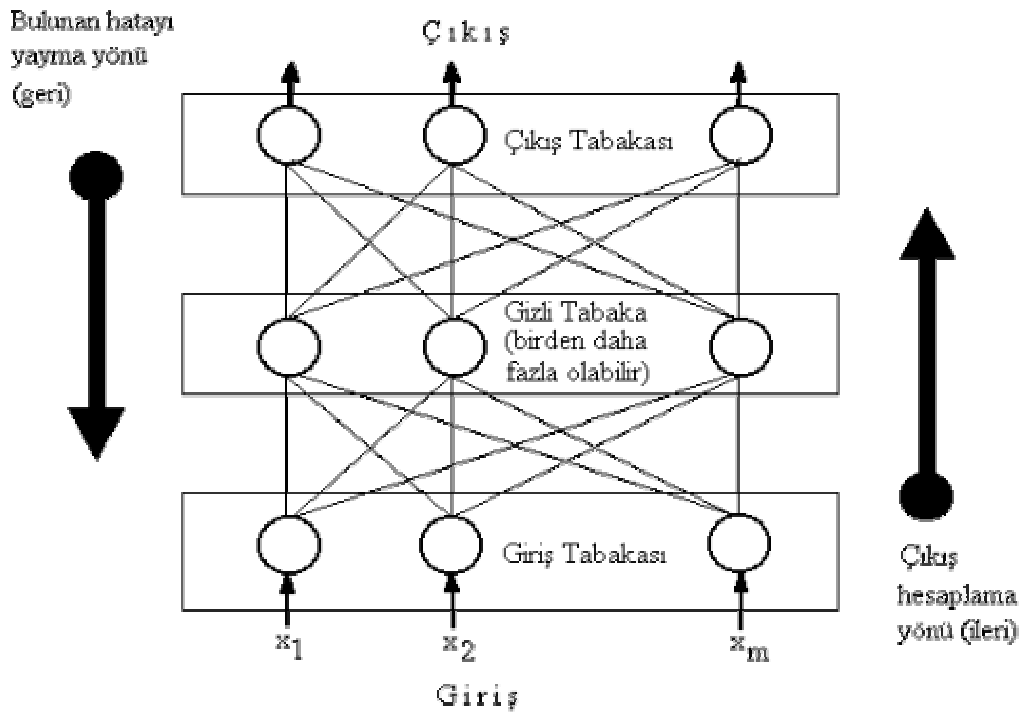 Bulunan hatayı
yayma yönü
(geri)
Çıkış
Çıkış Tabakası
Gizli Tabaka
(birden daha
fazla olabilir)
Giriş Tabakası
Çıkış
hesaplama
yönü (ileri)
x1 x2 xm
Giriş